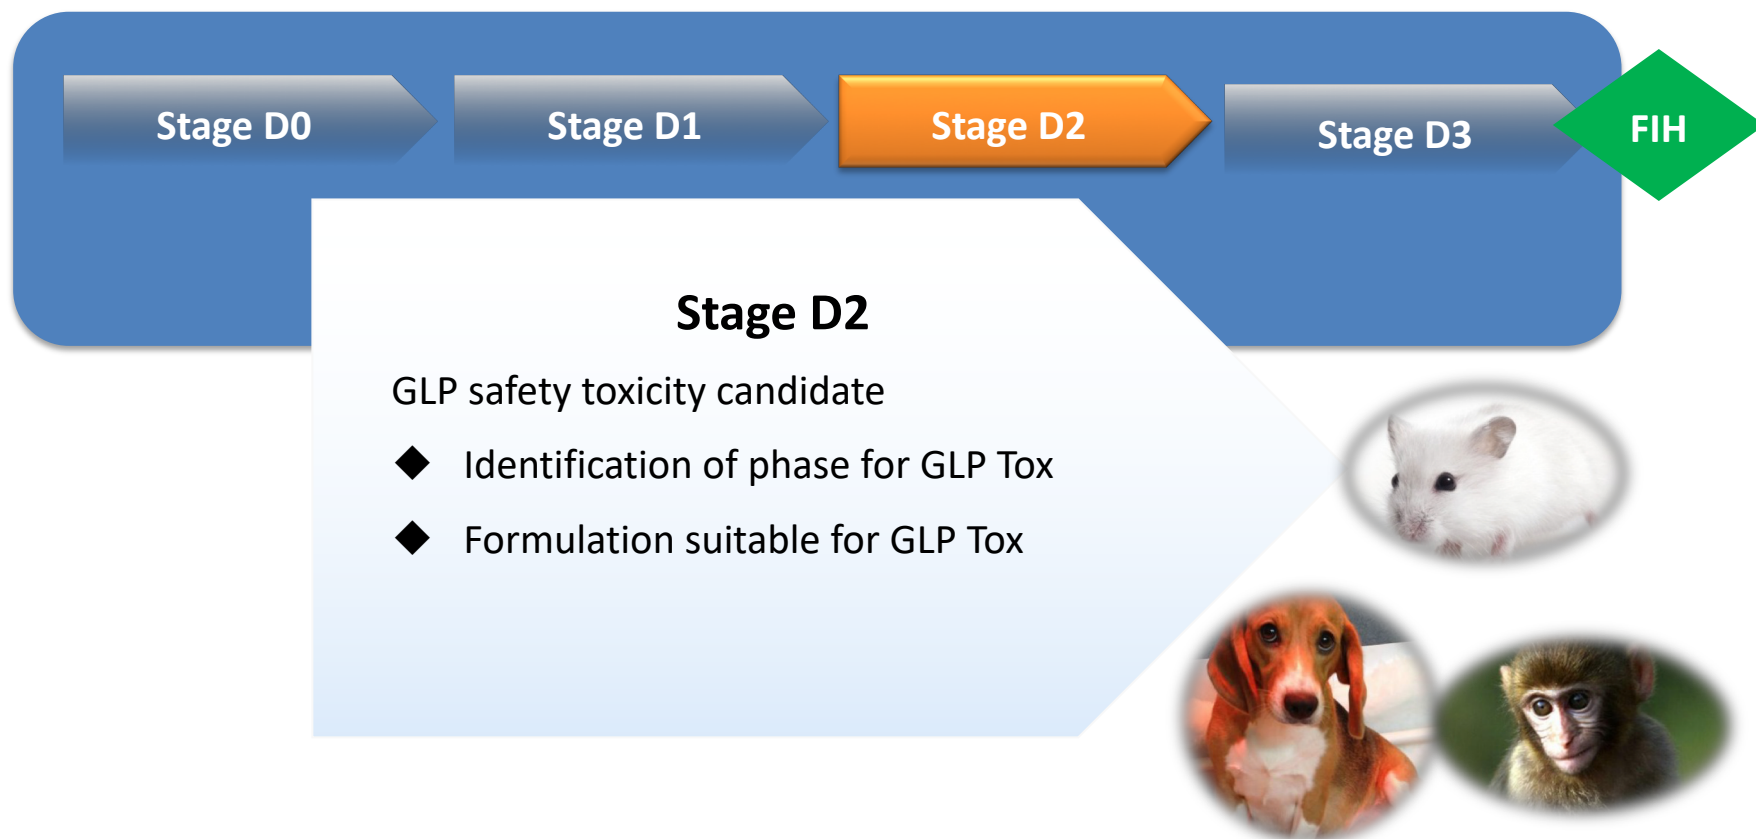 Stage D0
Stage D1
Stage D2
Stage D3
FIH
Stage D2
GLP safety toxicity candidate
◆ Identification of phase for GLP Tox
◆ Formulation suitable for GLP Tox